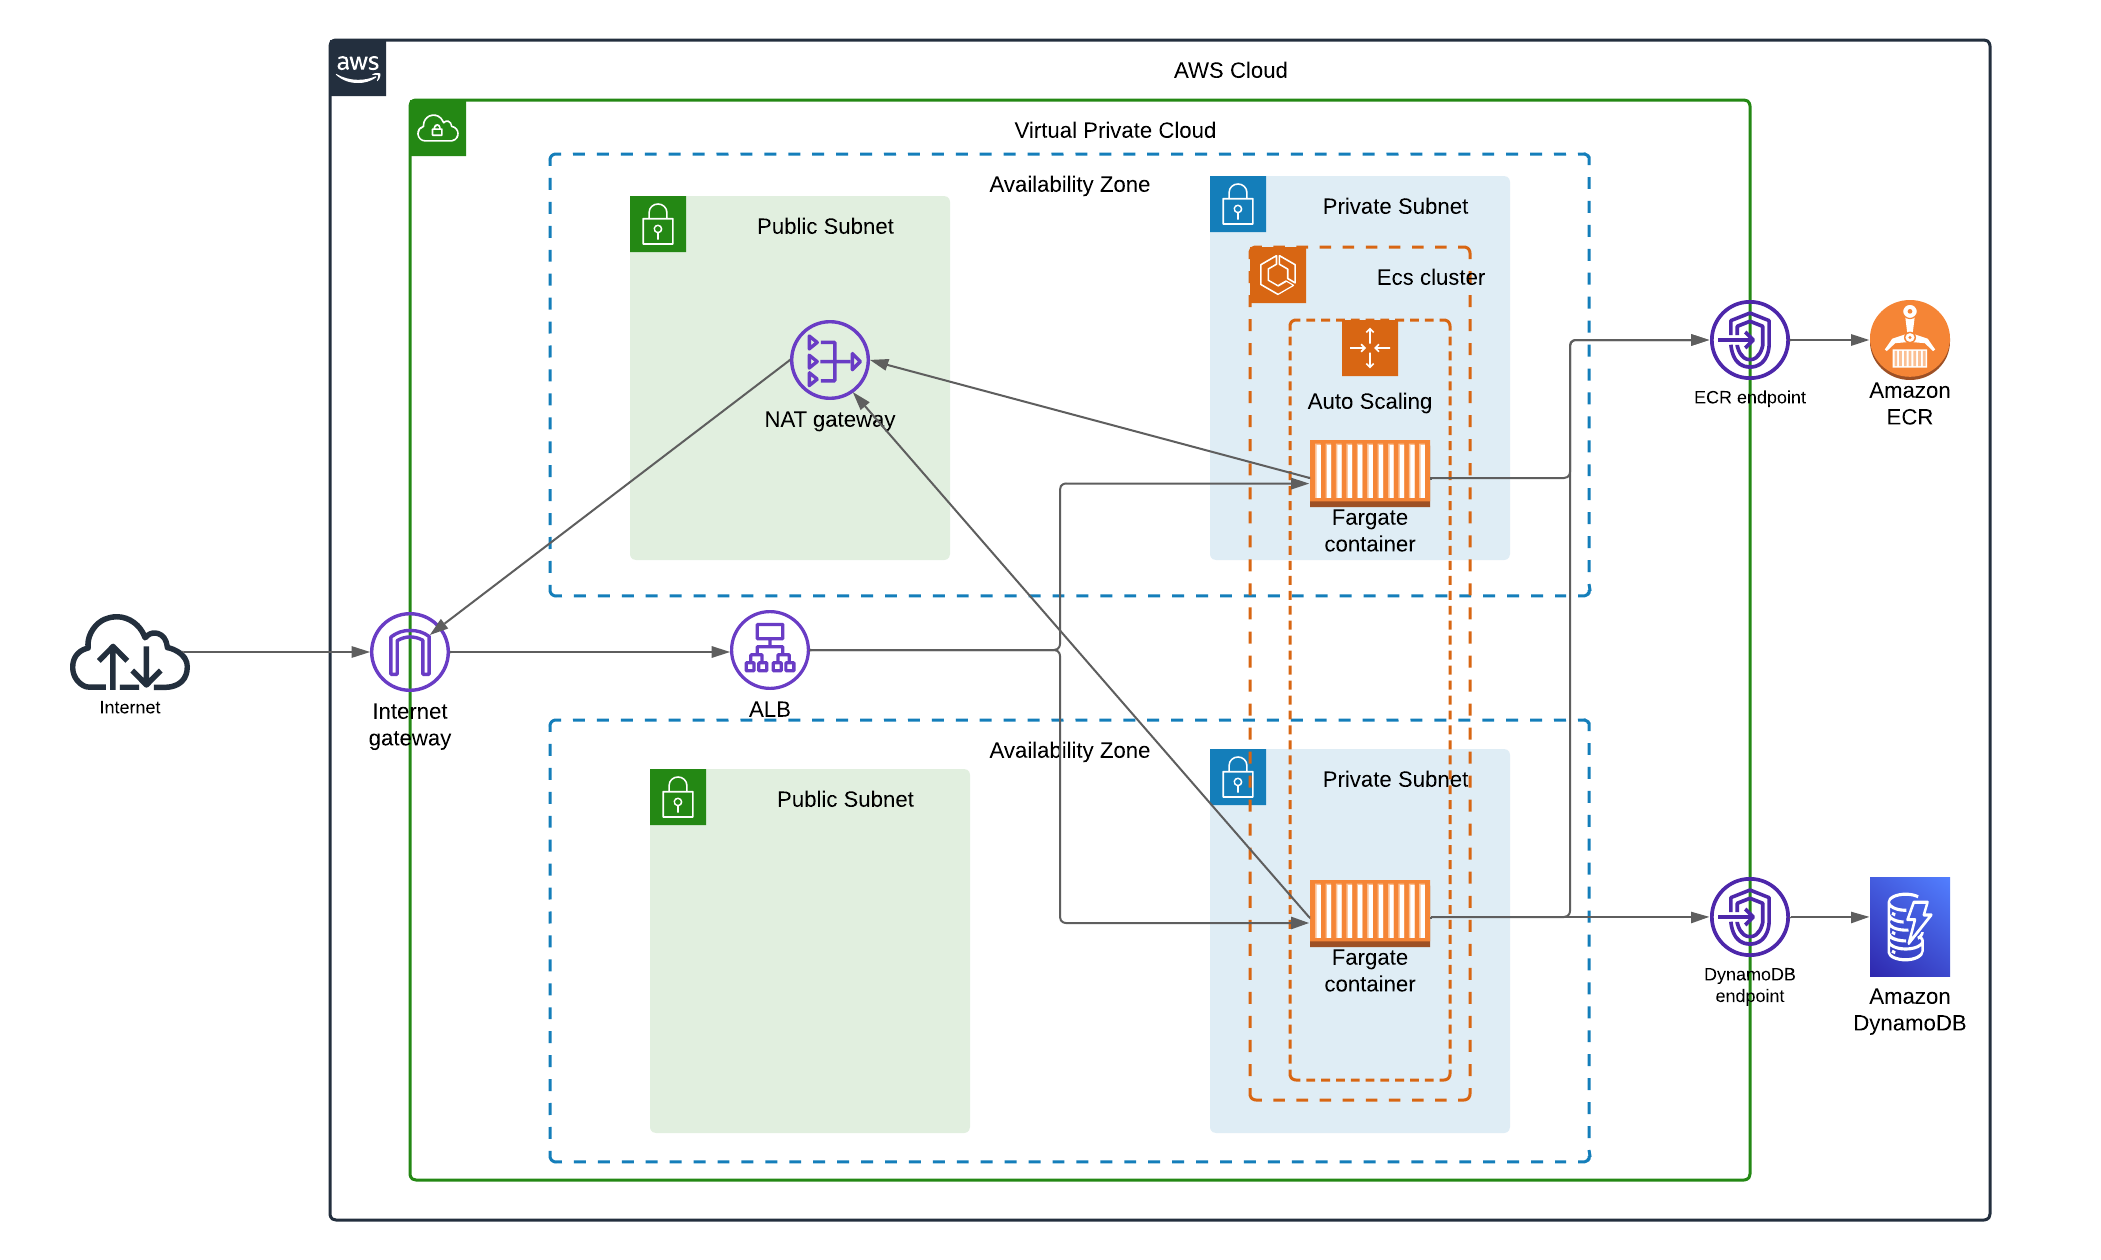 aws
AWS Cloud
Virtual Private Cloud
Availability Zone
Public Subnet
Private Subnet
Ecs cluster
Auto Scaling
NAT gateway
Fargate
container
ECR endpoint
Amazon
ECR
Internet
Internet
gateway
ALB
Availability Zone
Public Subnet
Private Subnet
Fargate
container
DynamoDB
endpoint
Amazon
DynamoDB